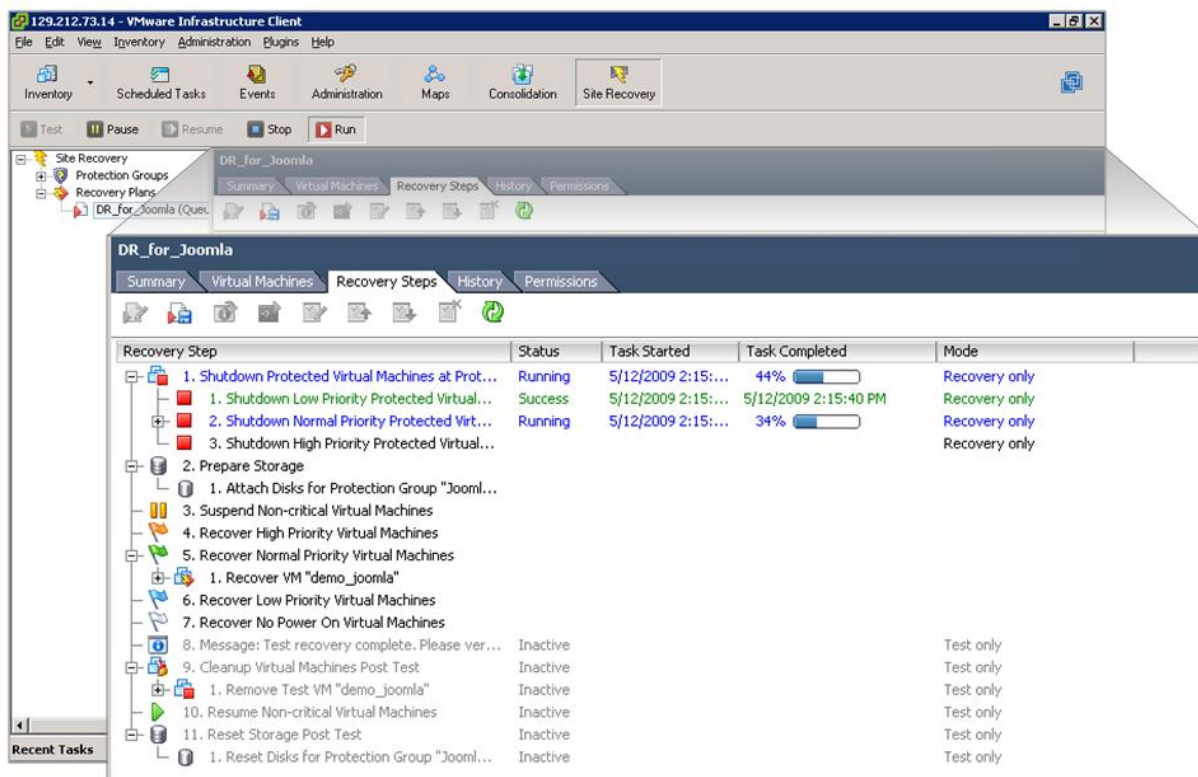 129.212.73.14 - VMware Infrastructure Client
File Edit View Inventory Administration Plugins Help
Inventory Scheduled Tasks Events Administration Maps Consolidation Site Recovery
Test Pause Resume Stop Run
Site Recovery
Protection Groups
Recovery Plans
DR_for_Joomla (Queu
DR_for_Joomla
Summary Virtual Machines Recovery Steps History Permissions
DR_for_Joomla
Summary Virtual Machines Recovery Steps History Permissions
Recovery Step Status Task Started Task Completed Mode
1. Shutdown Protected Virtual Machines at Prot... Running 5/12/2009 2:15:... 44% Recovery only
1. Shutdown Low Priority Protected Virtual... Success 5/12/2009 2:15:... 5/12/2009 2:15:40 PM Recovery only
2. Shutdown Normal Priority Protected Virt... Running 5/12/2009 2:15:... 34% Recovery only
3. Shutdown High Priority Protected Virtual... Recovery only
2. Prepare Storage
1. Attach Disks for Protection Group "Jooml...
3. Suspend Non-critical Virtual Machines
4. Recover High Priority Virtual Machines
5. Recover Normal Priority Virtual Machines
1. Recover VM "demo_joomla"
6. Recover Low Priority Virtual Machines
7. Recover No Power On Virtual Machines
8. Message: Test recovery complete. Please ver... Inactive Test only
9. Cleanup Virtual Machines Post Test Inactive Test only
1. Remove Test VM "demo_joomla" Inactive Test only
10. Resume Non-critical Virtual Machines Inactive Test only
11. Reset Storage Post Test Inactive Test only
1. Reset Disks for Protection Group "Jooml... Inactive Test only
Recent Tasks